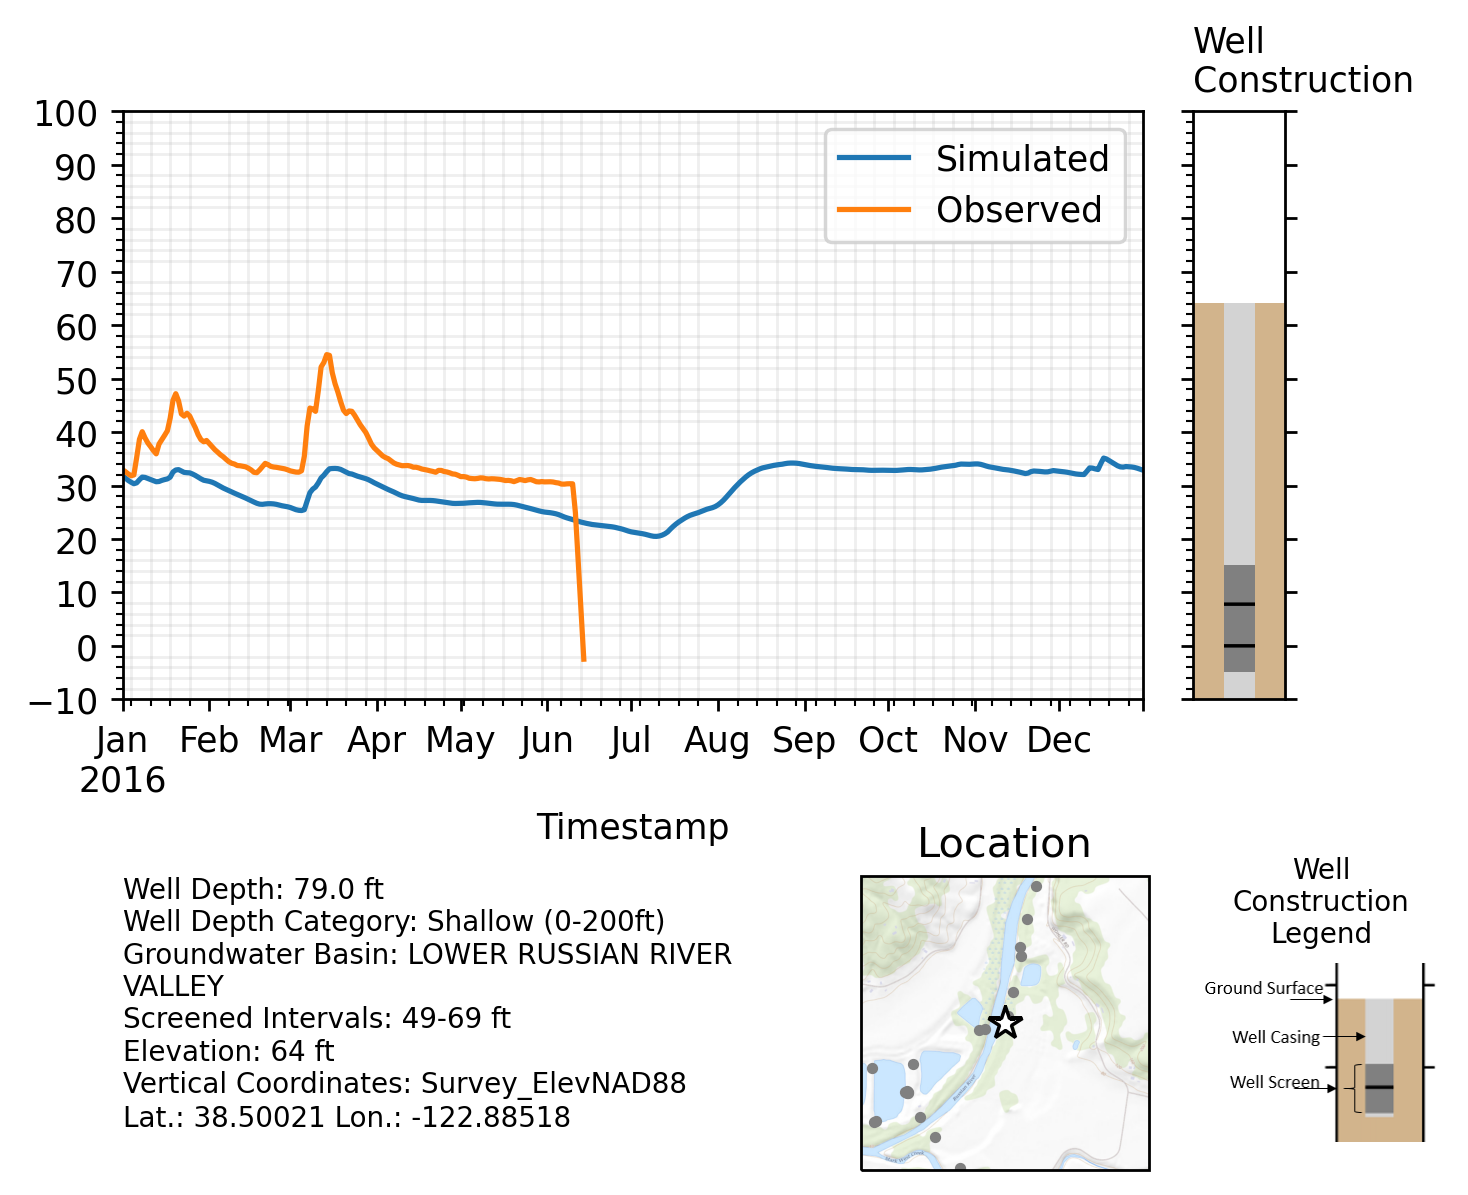 Well
Construction
100
90
80
70
60
50
40
30
20
10
0
−10
Simulated
Observed
Jan Feb Mar Apr May Jun Jul Aug Sep Oct Nov Dec
2016
Timestamp
Well Depth: 79.0 ft
Well Depth Category: Shallow (0-200ft)
Groundwater Basin: LOWER RUSSIAN RIVER
VALLEY
Screened Intervals: 49-69 ft
Elevation: 64 ft
Vertical Coordinates: Survey_ElevNAD88
Lat.: 38.50021 Lon.: -122.88518
Location
Well
Construction
Legend
Ground Surface
Well Casing
Well Screen